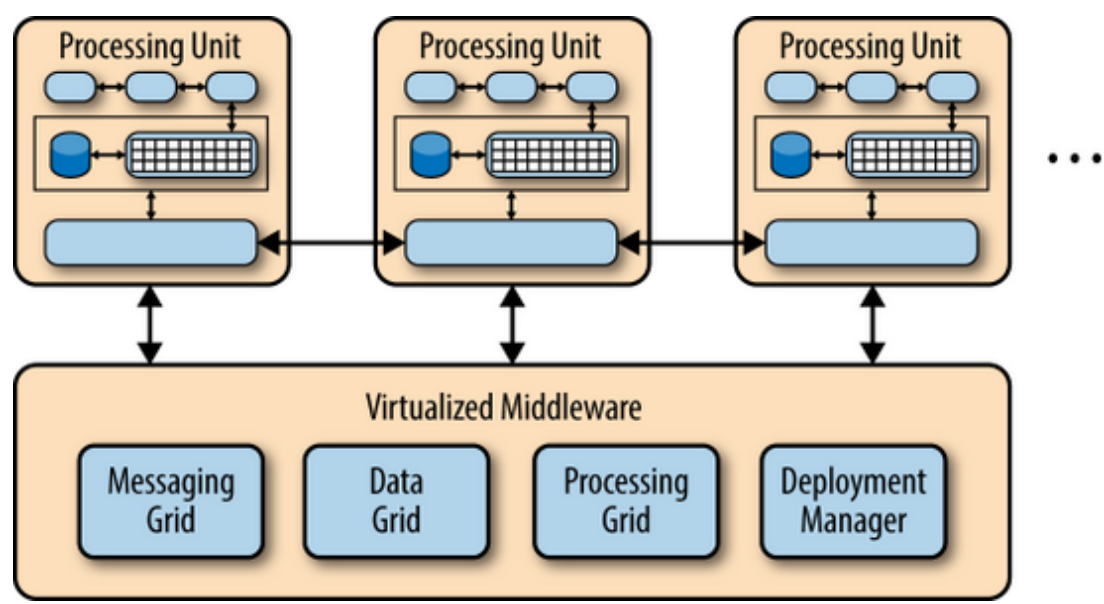 Processing Unit
Processing Unit
Processing Unit
...
Virtualized Middleware
Messaging
Grid
Data
Grid
Processing
Grid
Deployment
Manager